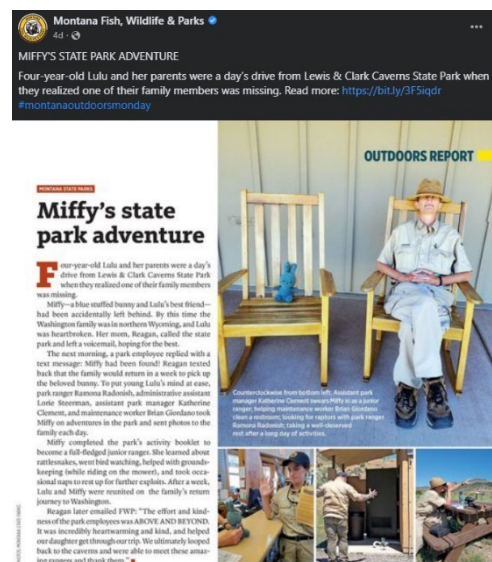 Montana Fish, Wildlife & Parks
4d
MIFFY'S STATE PARK ADVENTURE
Four-year-old Lulu and her parents were a day's drive from Lewis & Clark Caverns State Park when
they realized one of their family members was missing. Read more: https://bit.ly/3F5iqdr
#montanaoutdoorsmonday
OUTDOORS REPORT
MONTANA STATE PARKS
Miffy's state
park adventure
Four-year-old Lulu and her parents were a day's
drive from Lewis & Clark Caverns State Park
when they realized one of their family members
was missing.
Miffy—a blue stuffed bunny and Lulu's best friend—
had been accidentally left behind. By this time the
Washington family was in northern Wyoming, and Lulu
was heartbroken. Her mom, Reagan, called the state
park and left a voicemail, hoping for the best.
The next morning, a park employee replied with a
text message: Miffy had been found! Reagan texted
back that the family would return in a week to pick up
the beloved bunny. To put young Lulu's mind at ease,
park ranger Ramona Radonish, administrative assistant
Lorie Steerman, assistant park manager Katherine
Clement, and maintenance worker Brian Giordano took
Miffy on adventures in the park and sent photos to the
family each day.
Miffy completed the park's activity booklet to
become a full-fledged junior ranger. She learned about
rattlesnakes, went bird watching, helped with grounds-
keeping (while riding on the mower), and took occa-
sional naps to rest up for further exploits. After a week,
Lulu and Miffy were reunited on the family's return
journey to Washington.
Reagan later emailed FWP: "The effort and kind-
ness of the park employees was ABOVE AND BEYOND.
It was incredibly heartwarming and kind, and helped
our daughter get through our trip. We ultimately looped
back to the caverns and were able to meet these amaz-
ing rangers and thank them."
Counterclockwise from bottom left: Assistant park
manager Katherine Clement swears Miffy in as a junior
ranger; helping maintenance worker Brian Giordano
clean a restroom; looking for raptors with park ranger
Ramona Radonish; taking a well-deserved
rest after a long day of activities.